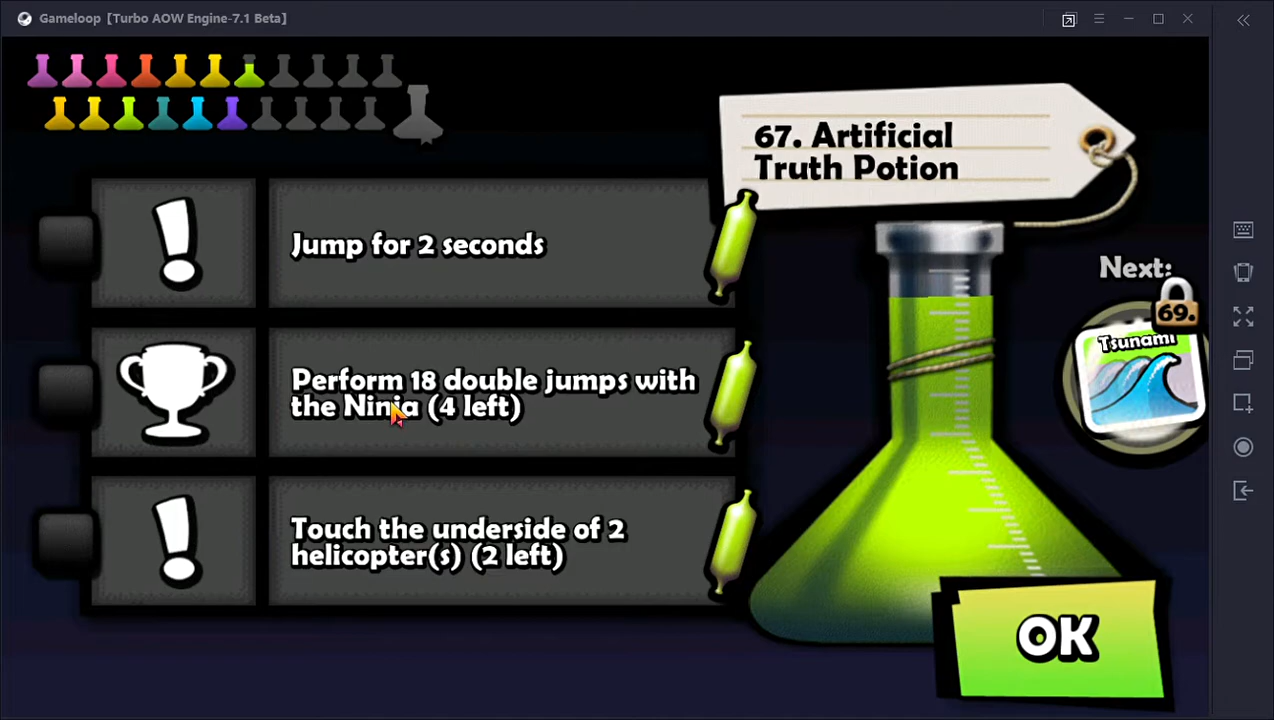 Gameloop【Turbo AOW Engine-7.1 Beta】
67. Artificial
Truth Potion
Jump for 2 seconds
Next:
69.
Tsunami
Perform 18 double jumps with
the Ninja (4 left)
Touch the underside of 2
helicopter(s) (2 left)
OK